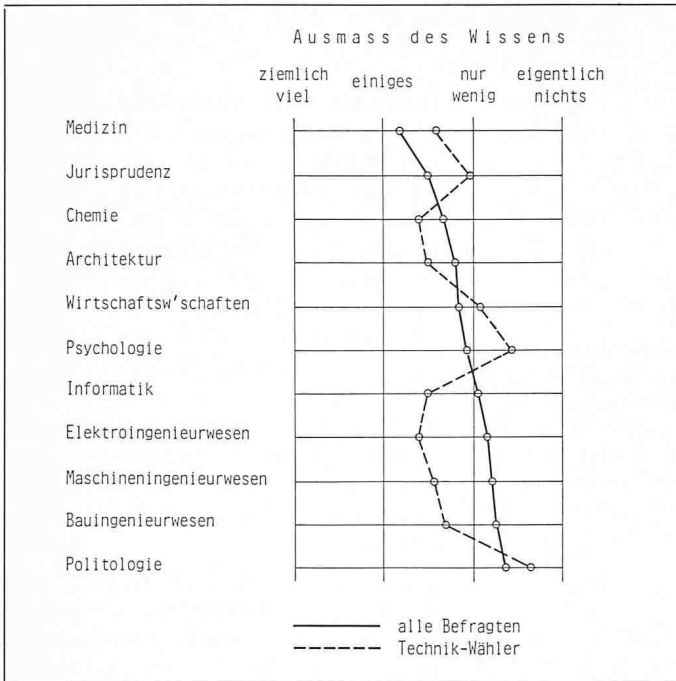 Ausmass des Wissens
ziemlich viel
einiges
nur wenig
eigentlich nichts
Medizin
Jurisprudenz
Chemie
Architektur
Wirtschaftsw'schaften
Psychologie
Informatik
Elektroingenieurwesen
Maschineningenieurwesen
Bauingenieurwesen
Politologie
alle Befragten
Technik-Wähler